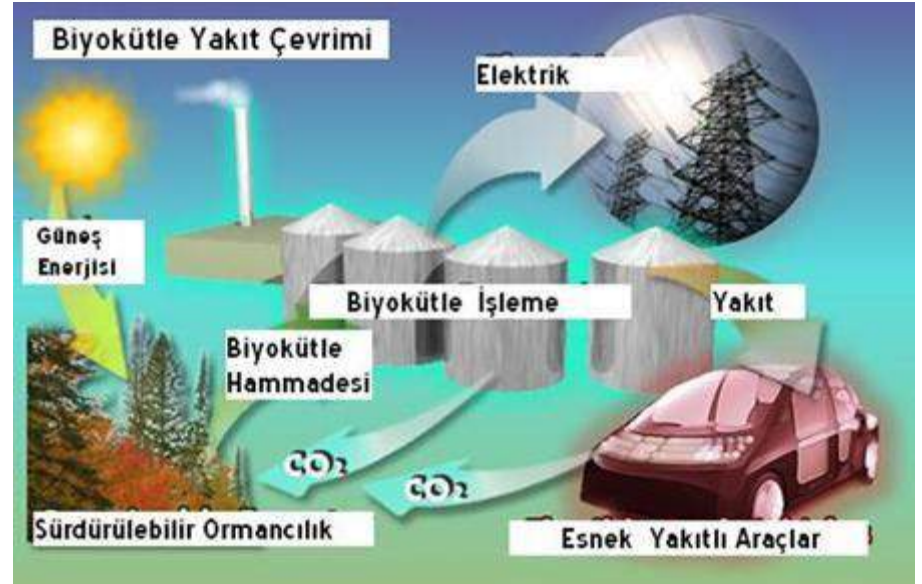 Biyokütle Yakıt Çevrimi
Elektrik
Güneş
Enerjisi
Biyokütle İşleme
Yakıt
Biyokütle
Hammadesi
CO₂
CO₂
Sürdürülebilir Ormancılık
Esnek Yakıtlı Araçlar